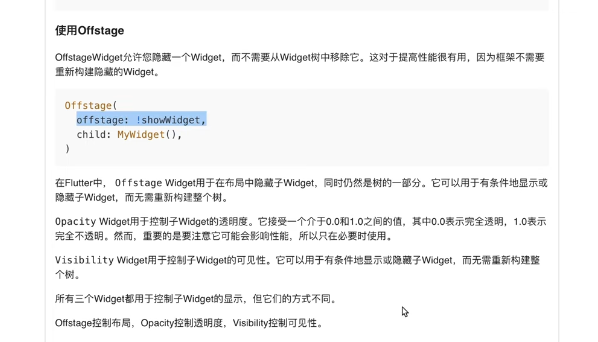 使用Offstage
OffstageWidget允许您隐藏一个Widget，而不需要从Widget树中移除它。这对于提高性能很有用，因为框架不需要
重新构建隐藏的Widget。
Offstage(
  offstage: !showWidget,
  child: MyWidget(),
)
在Flutter中， Offstage Widget用于在布局中隐藏子Widget，同时仍然是树的一部分。它可以用于有条件地显示或
隐藏子Widget，而无需重新构建整个树。
Opacity Widget用于控制子Widget的透明度。它接受一个介于0.0和1.0之间的值，其中0.0表示完全透明，1.0表示
完全不透明。然而，重要的是要注意它可能会影响性能，所以只在必要时使用。
Visibility Widget用于控制子Widget的可见性。它可以用于有条件地显示或隐藏子Widget，而无需重新构建整
个树。
所有三个Widget都用于控制子Widget的显示，但它们的方式不同。
Offstage控制布局，Opacity控制透明度，Visibility控制可见性。